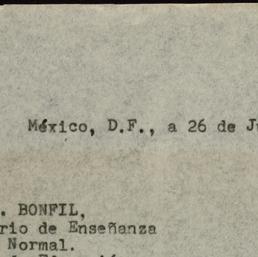 México, D.F., a 26 de
. BONFIL,
rio de Enseñanza
Normal.